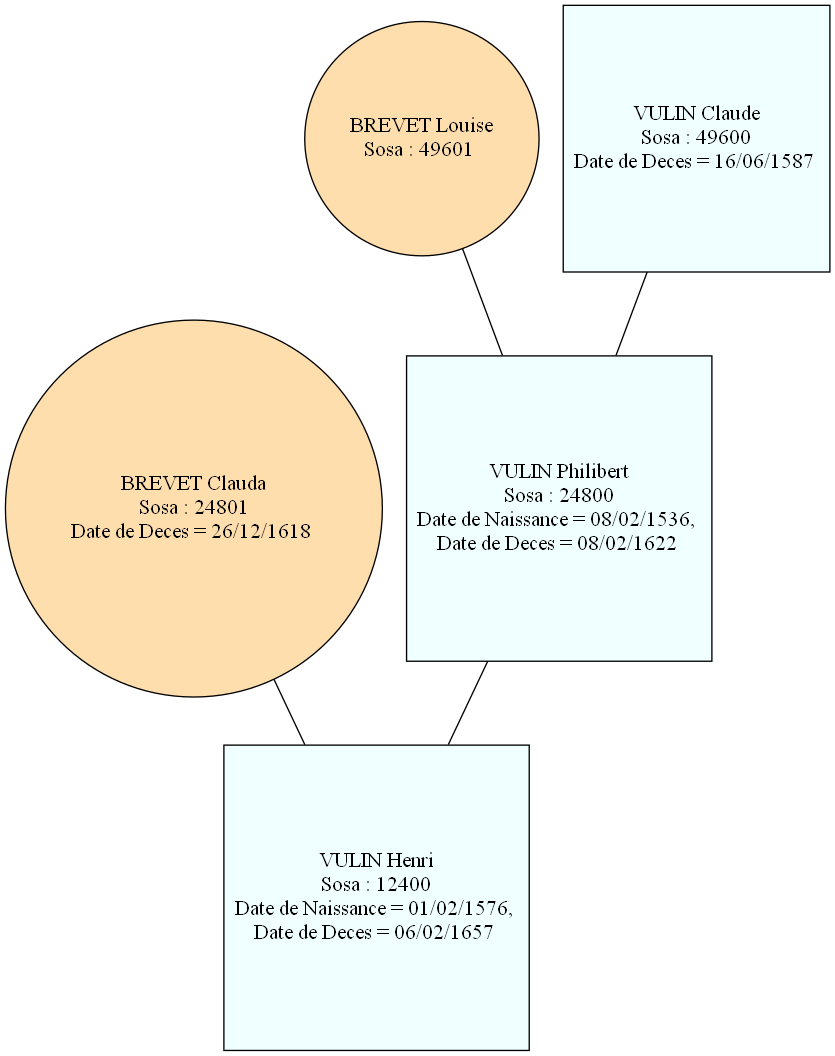 BREVET Louise
Sosa : 49601
VULIN Claude
Sosa : 49600
Date de Deces = 16/06/1587
BREVET Clauda
Sosa : 24801
Date de Deces = 26/12/1618
VULIN Philibert
Sosa : 24800
Date de Naissance = 08/02/1536,
Date de Deces = 08/02/1622
VULIN Henri
Sosa : 12400
Date de Naissance = 01/02/1576,
Date de Deces = 06/02/1657